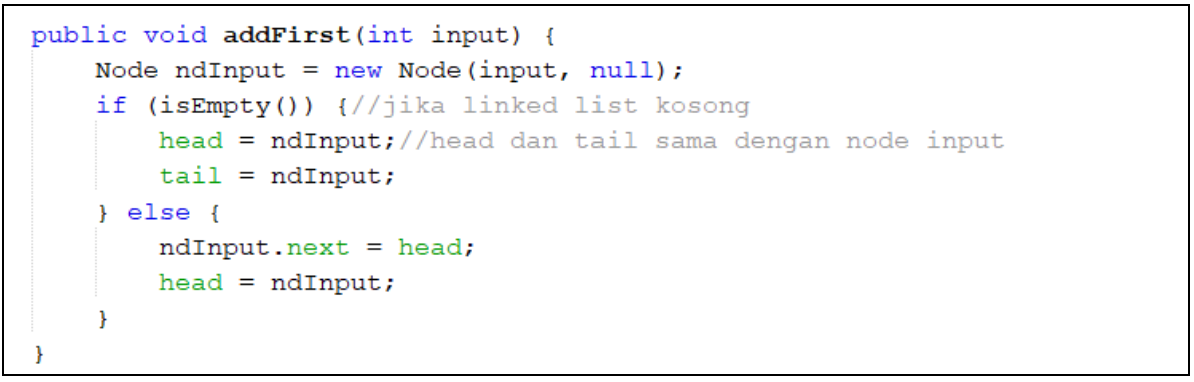 public void addFirst(int input) {
    Node ndInput = new Node(input, null);
    if (isEmpty()) {//jika linked list kosong
        head = ndInput;//head dan tail sama dengan node input
        tail = ndInput;
    } else {
        ndInput.next = head;
        head = ndInput;
    }
}